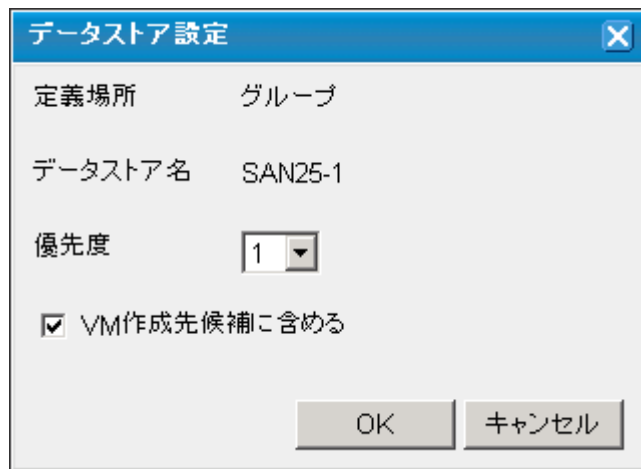 データストア設定
定義場所 グループ
データストア名 SAN25-1
優先度 1
VM作成先候補に含める
OK キャンセル